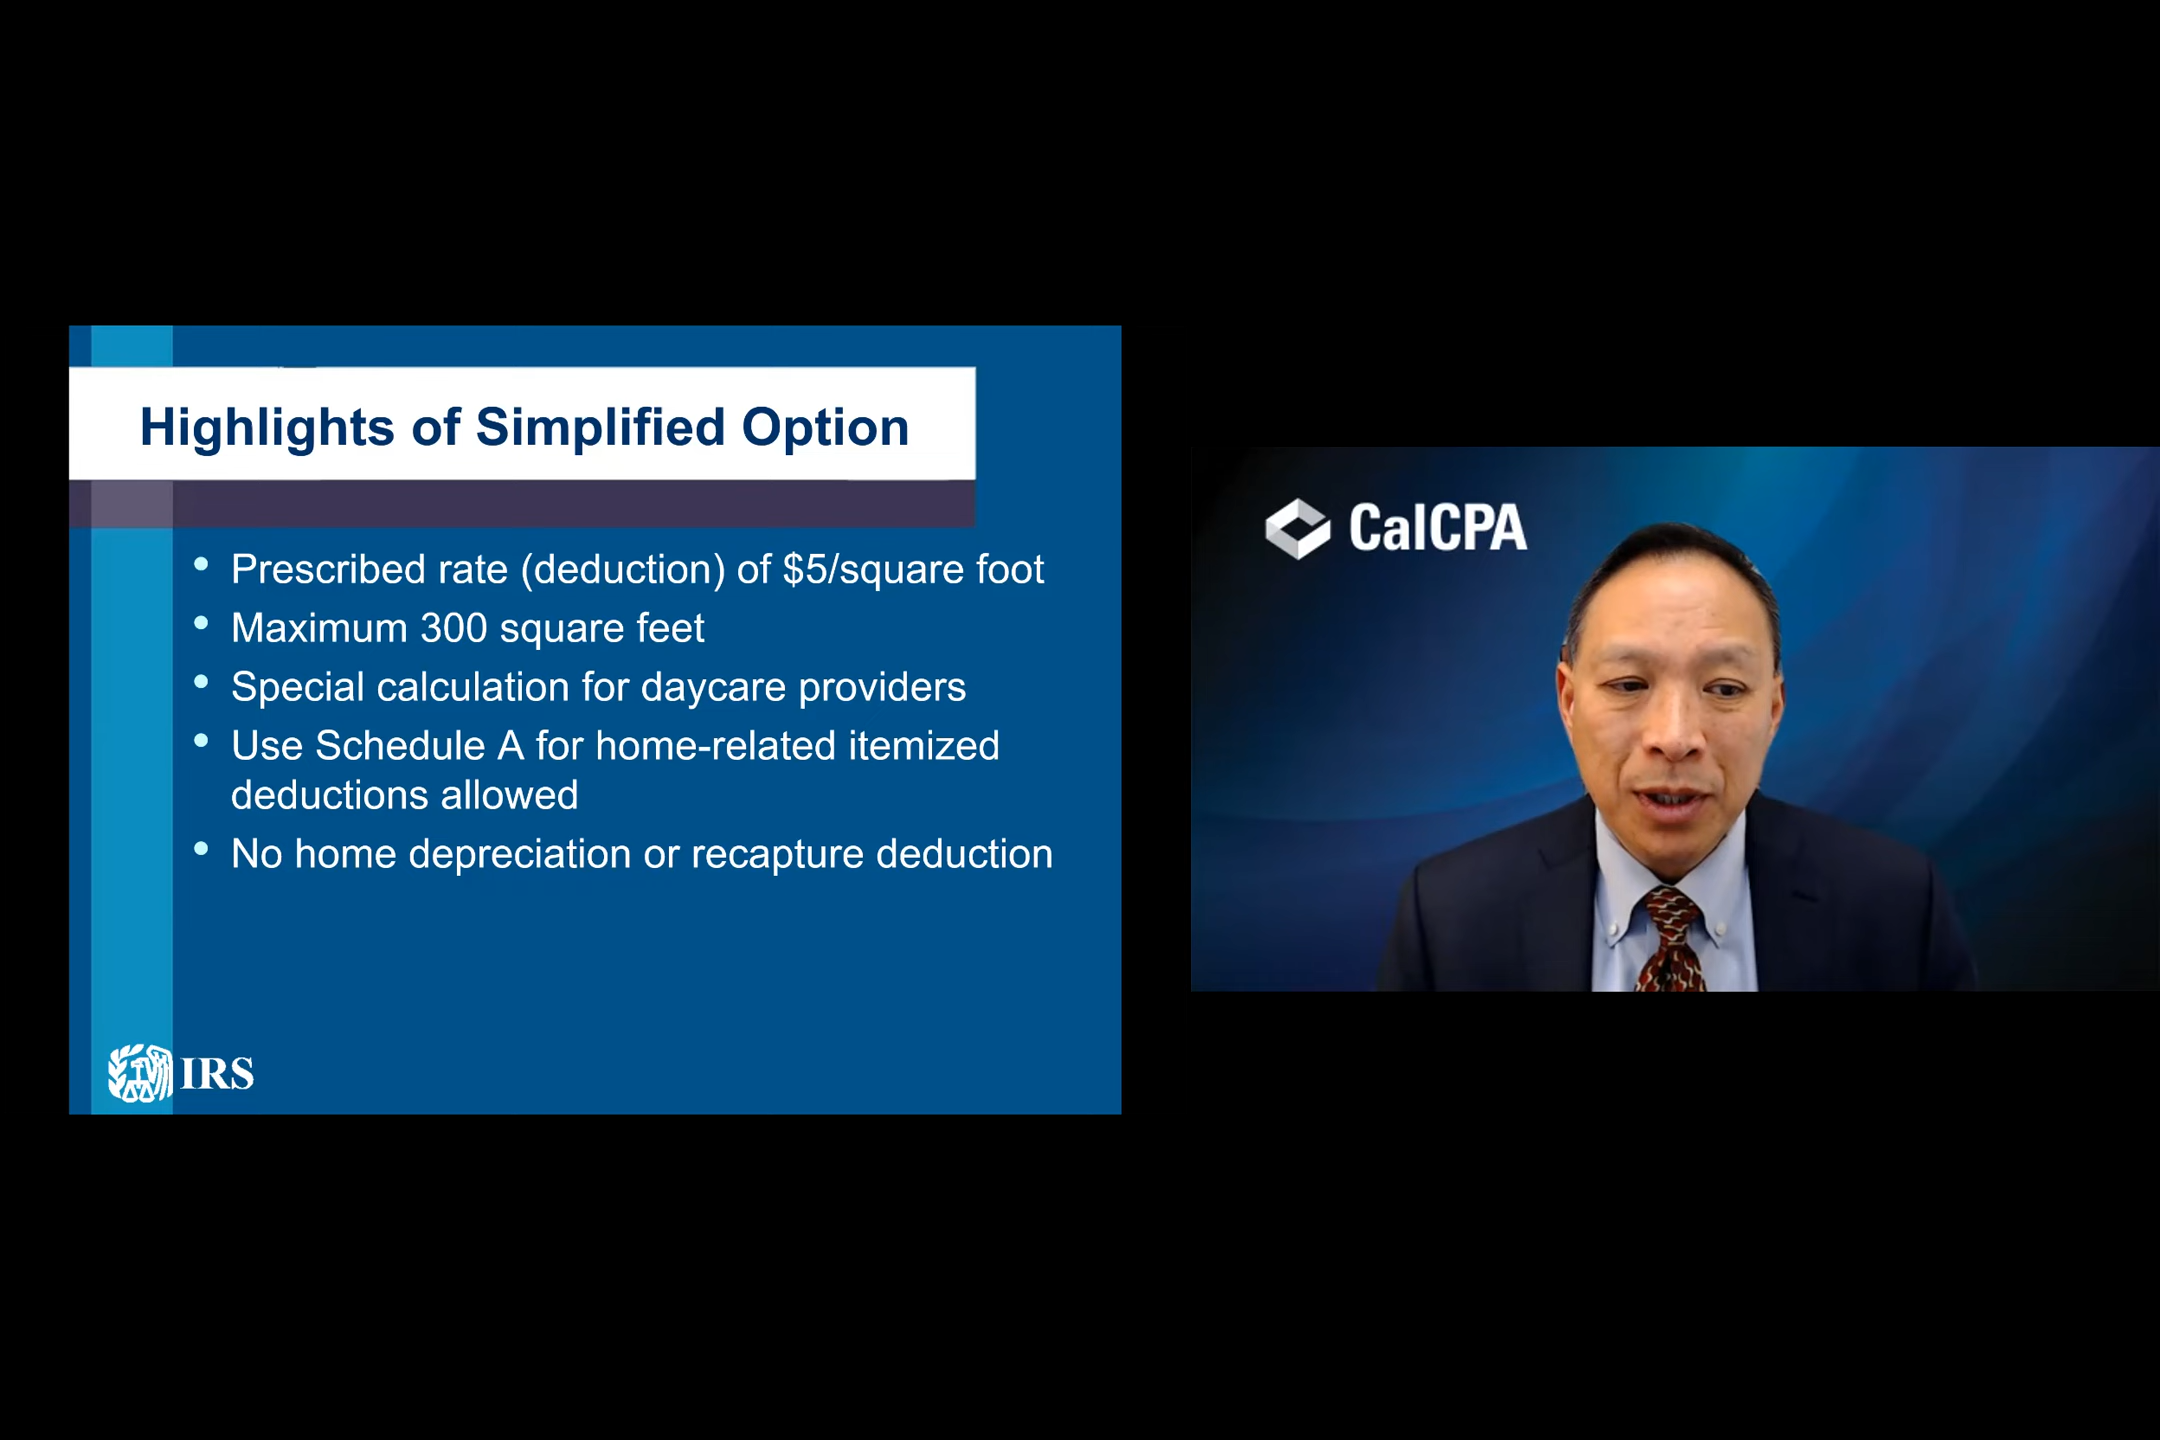 Highlights of Simplified Option
• Prescribed rate (deduction) of $5/square foot
• Maximum 300 square feet
• Special calculation for daycare providers
• Use Schedule A for home-related itemized
deductions allowed
• No home depreciation or recapture deduction
IRS
CalCPA